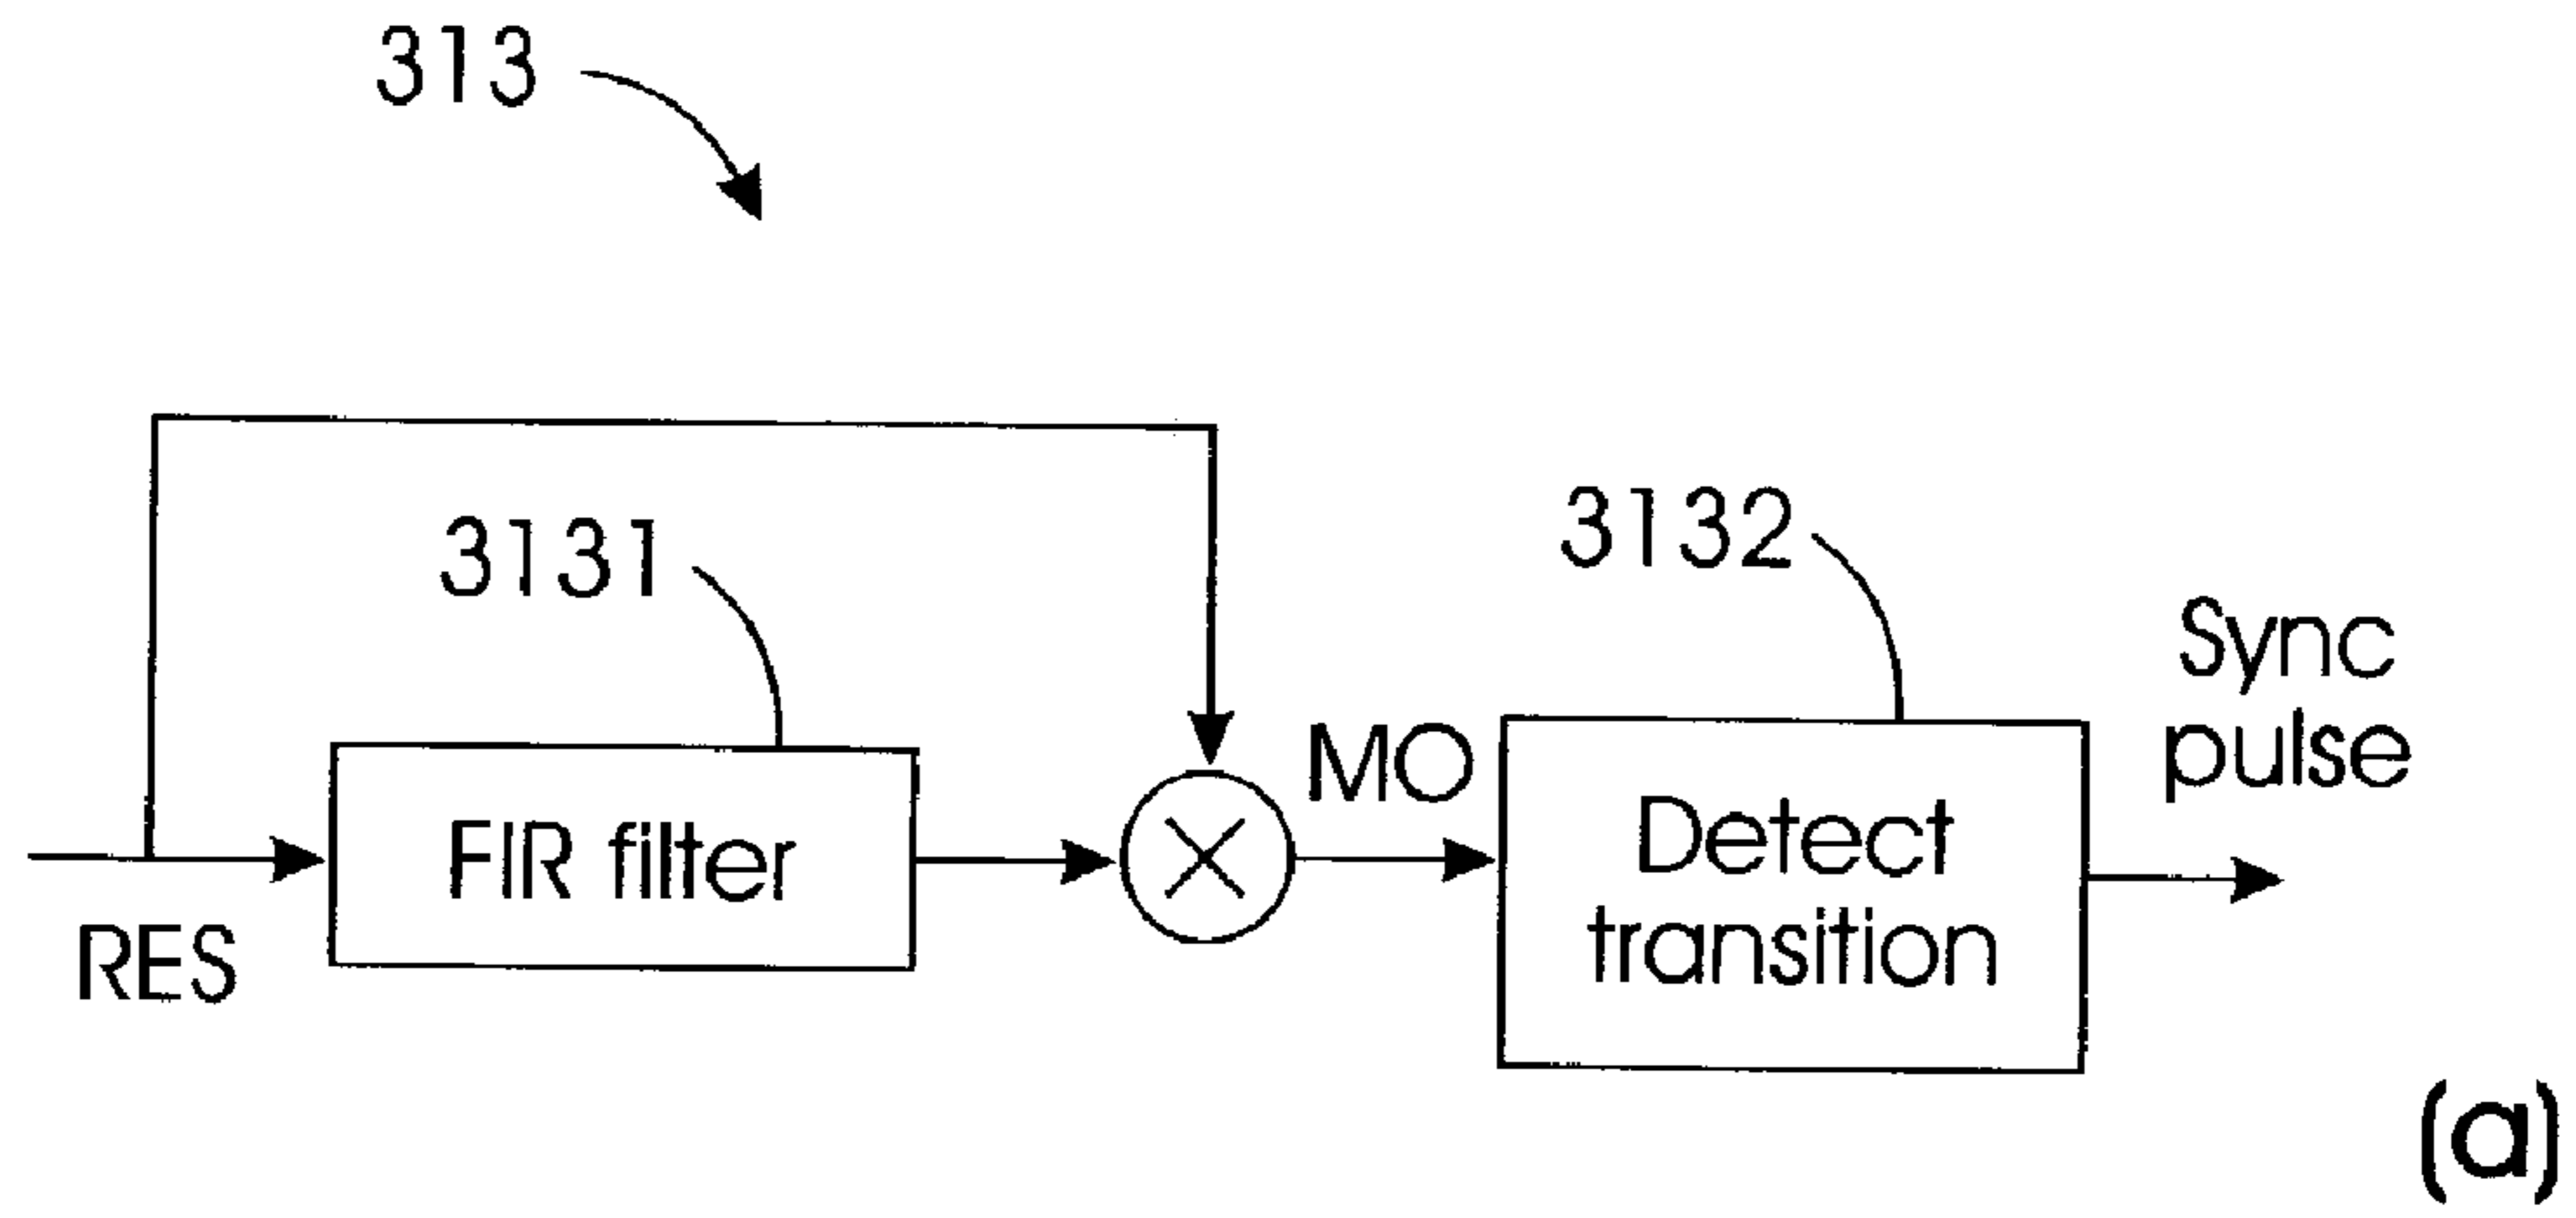 313
3131
3132
Sync
pulse
MO
FIR filter
Detect
transition
RES
(a)